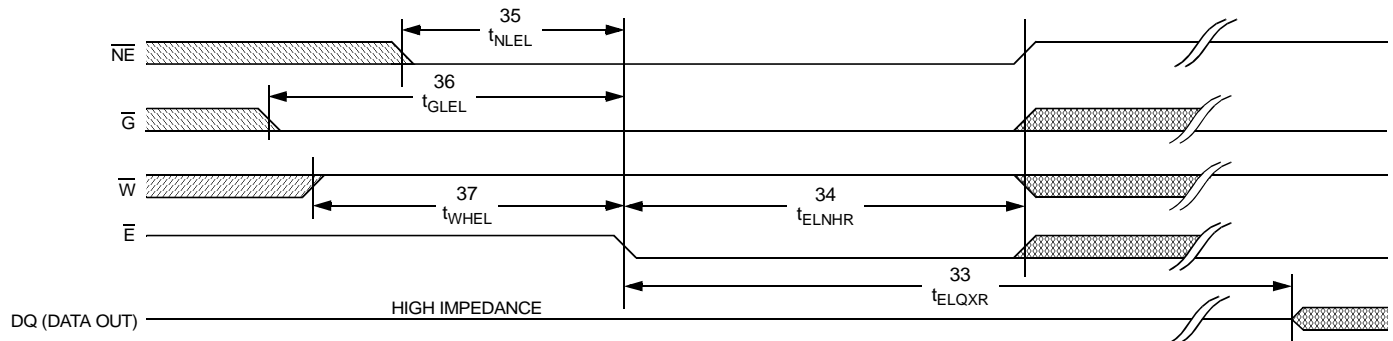 35
tNLEL
NE
36
tGLEL
G
37
tWHEL
34
tELNHR
W
E
33
tELQXR
HIGH IMPEDANCE
DQ (DATA OUT)